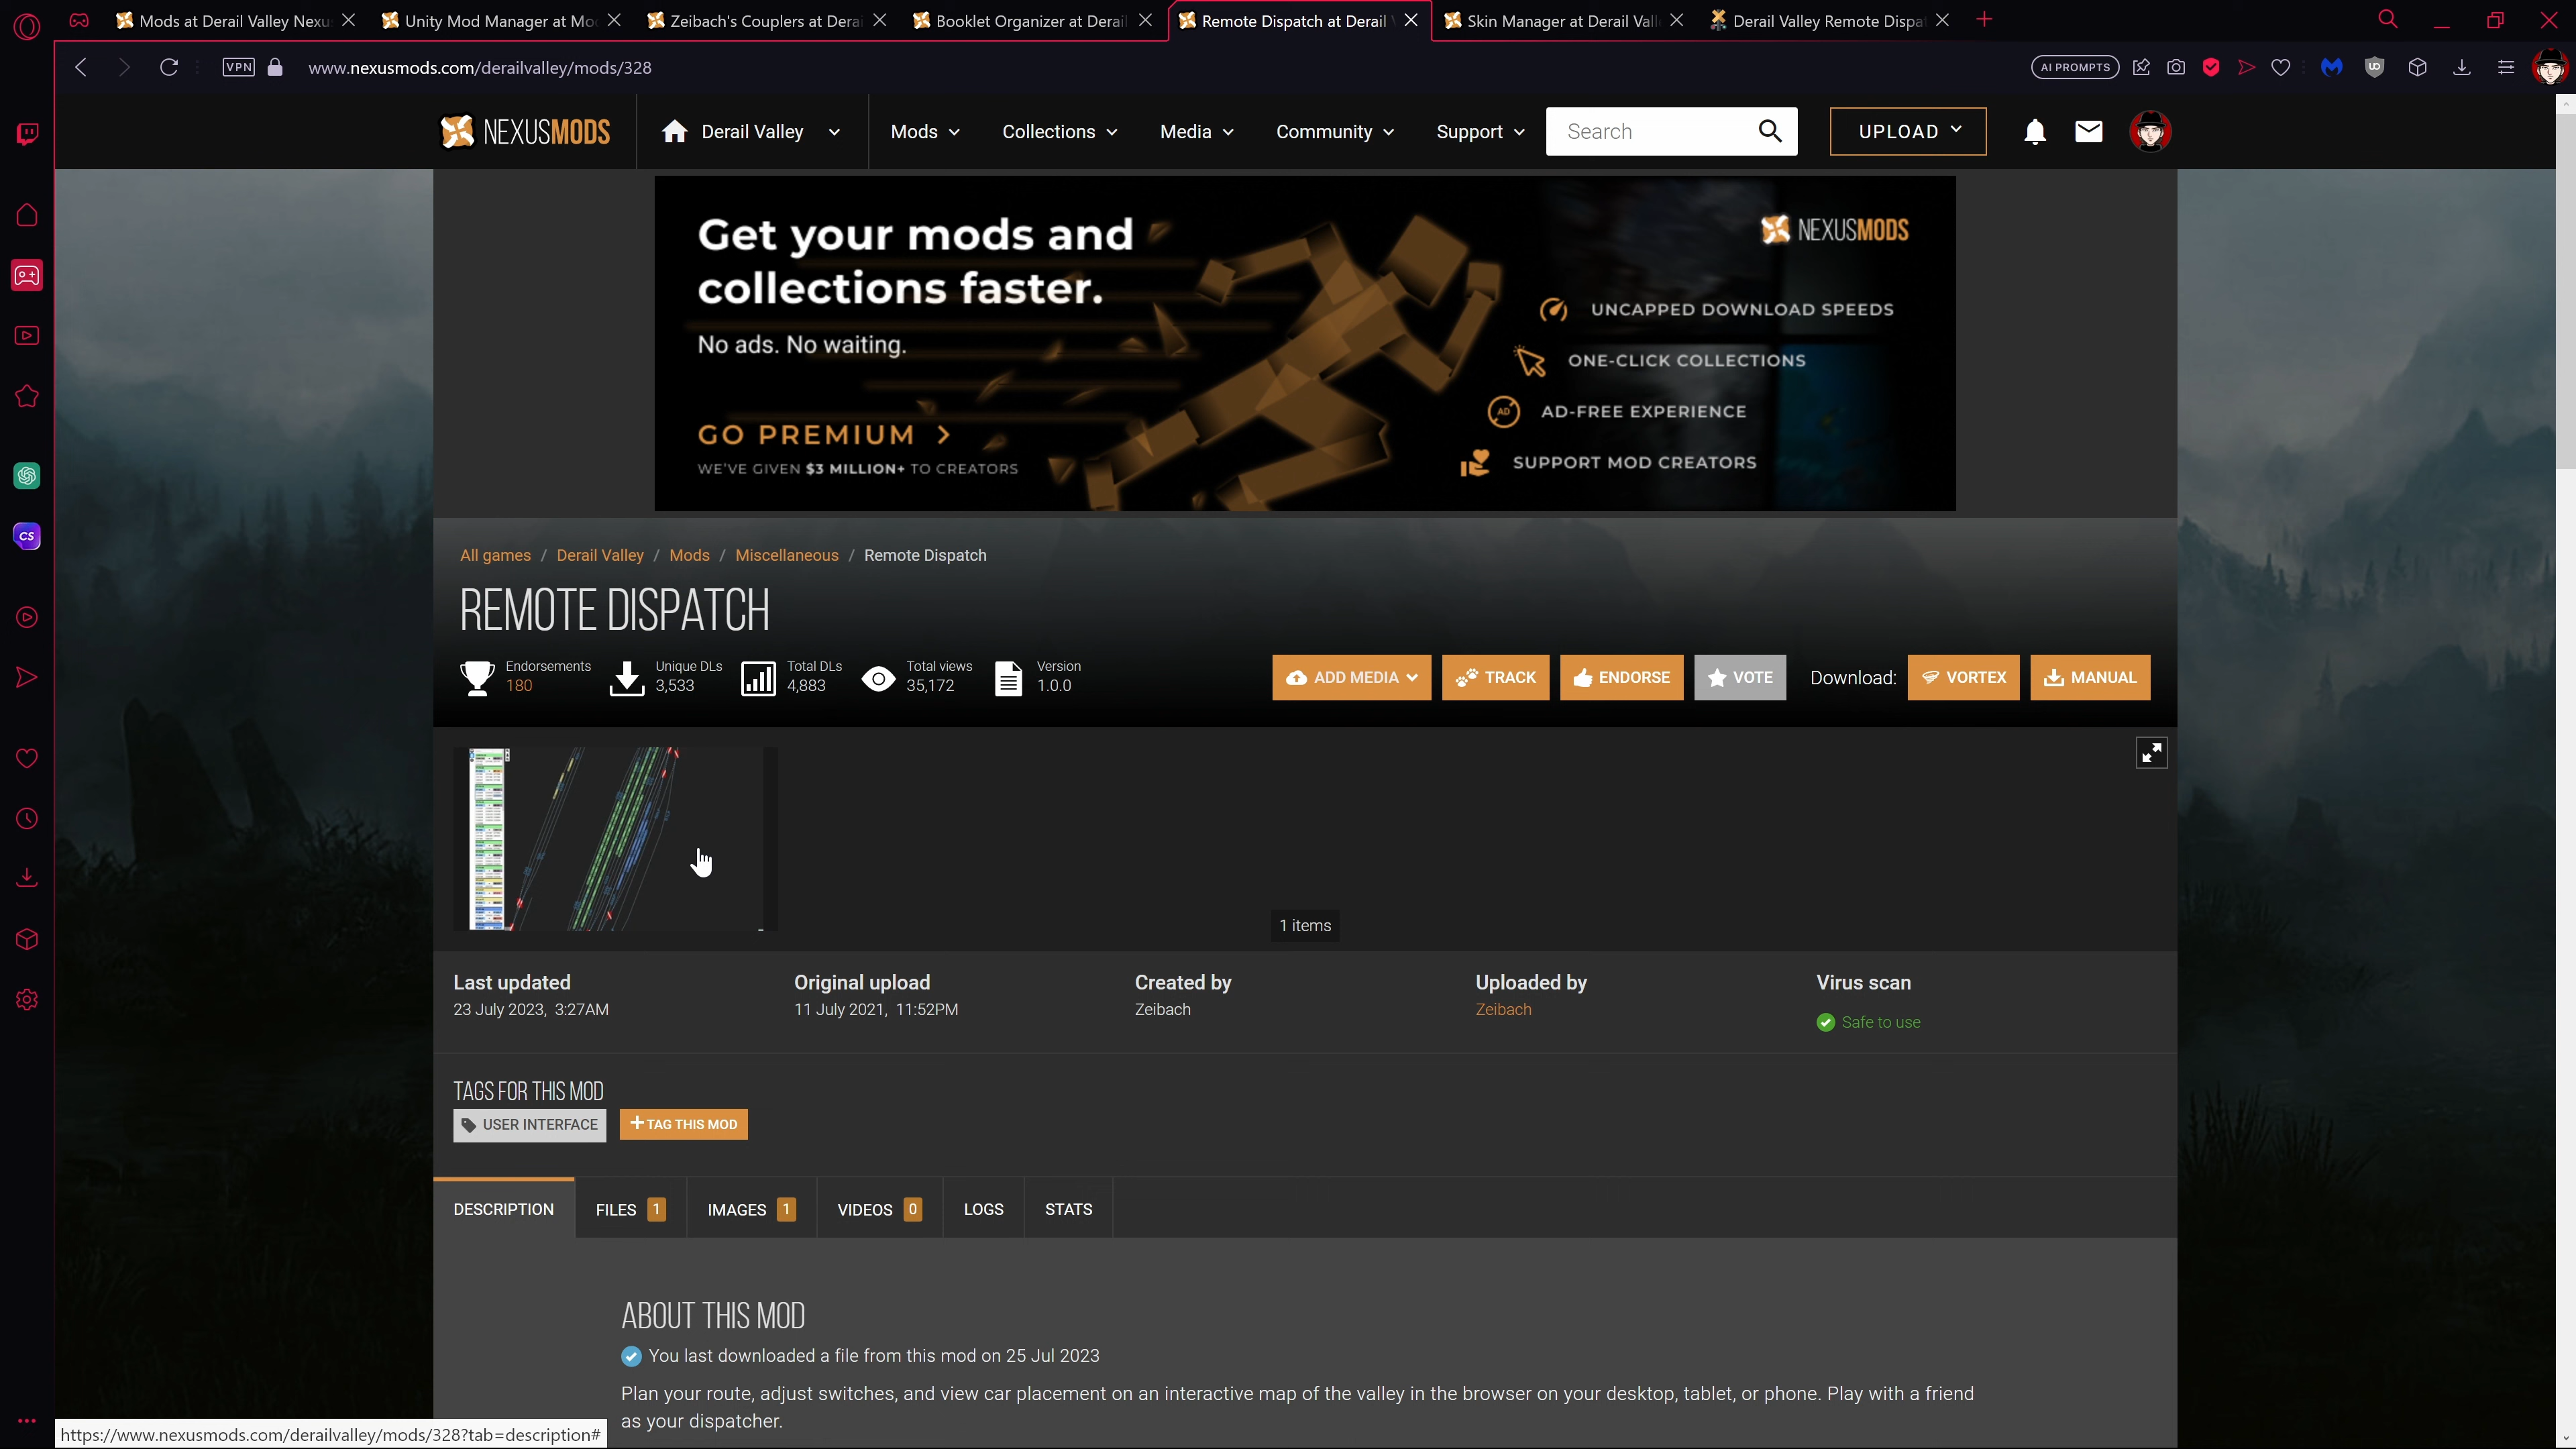 Mods at Derail Valley Nexu
Unity Mod Manager at Mo
Zeibach's Couplers at Dera
Booklet Organizer at Derail
Remote Dispatch at Derail
Skin Manager at Derail Vall
Derail Valley Remote Dispa
VPN
www.nexusmods.com/derailvalley/mods/328
AI PROMPTS
NEXUSMODS
Derail Valley
Mods
Collections
Media
Community
Support
Search
UPLOAD
CS
Get your mods and
collections faster.
No ads. No waiting.
GO PREMIUM >
WE'VE GIVEN $3 MILLION+ TO CREATORS
NEXUSMODS
UNCAPPED DOWNLOAD SPEEDS
ONE-CLICK COLLECTIONS
AD
AD-FREE EXPERIENCE
SUPPORT MOD CREATORS
All games / Derail Valley / Mods / Miscellaneous / Remote Dispatch
REMOTE DISPATCH
Endorsements
180
Unique DLs
3,533
Total DLs
4,883
Total views
35,172
Version
1.0.0
ADD MEDIA
TRACK
ENDORSE
VOTE
Download:
VORTEX
MANUAL
1 items
Last updated
23 July 2023, 3:27AM
Original upload
11 July 2021, 11:52PM
Created by
Zeibach
Uploaded by
Zeibach
Virus scan
Safe to use
TAGS FOR THIS MOD
USER INTERFACE
+TAG THIS MOD
DESCRIPTION
FILES 1
IMAGES 1
VIDEOS 0
LOGS
STATS
ABOUT THIS MOD
You last downloaded a file from this mod on 25 Jul 2023
Plan your route, adjust switches, and view car placement on an interactive map of the valley in the browser on your desktop, tablet, or phone. Play with a friend
as your dispatcher.
https://www.nexusmods.com/derailvalley/mods/328?tab=description#